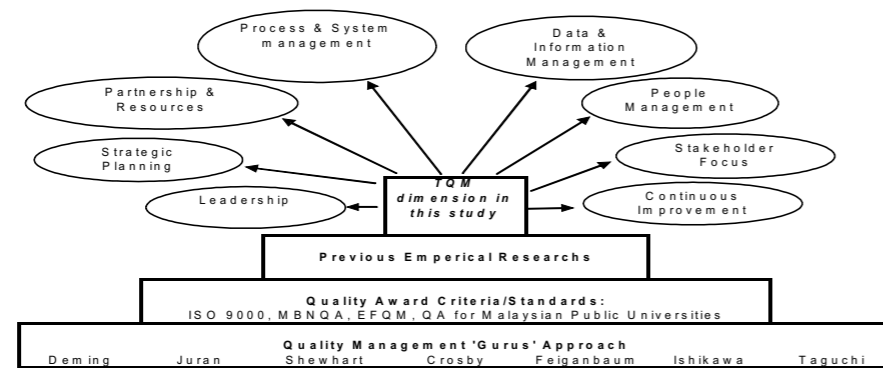 Process & System
management
Data &
Information
Management
Partnership &
Resources
People
Management
Strategic
Planning
Stakeholder
Focus
Leadership
Continuous
Improvement
TQM
dimension in
this study
Previous Emperical Researchs
Quality Award Criteria/Standards:
ISO 9000, MBNQA, EFQM, QA for Malaysian Public Universities
Quality Management 'Gurus' Approach
Deming Juran Shewhart Crosby Feiganbaum Ishikawa Taguchi